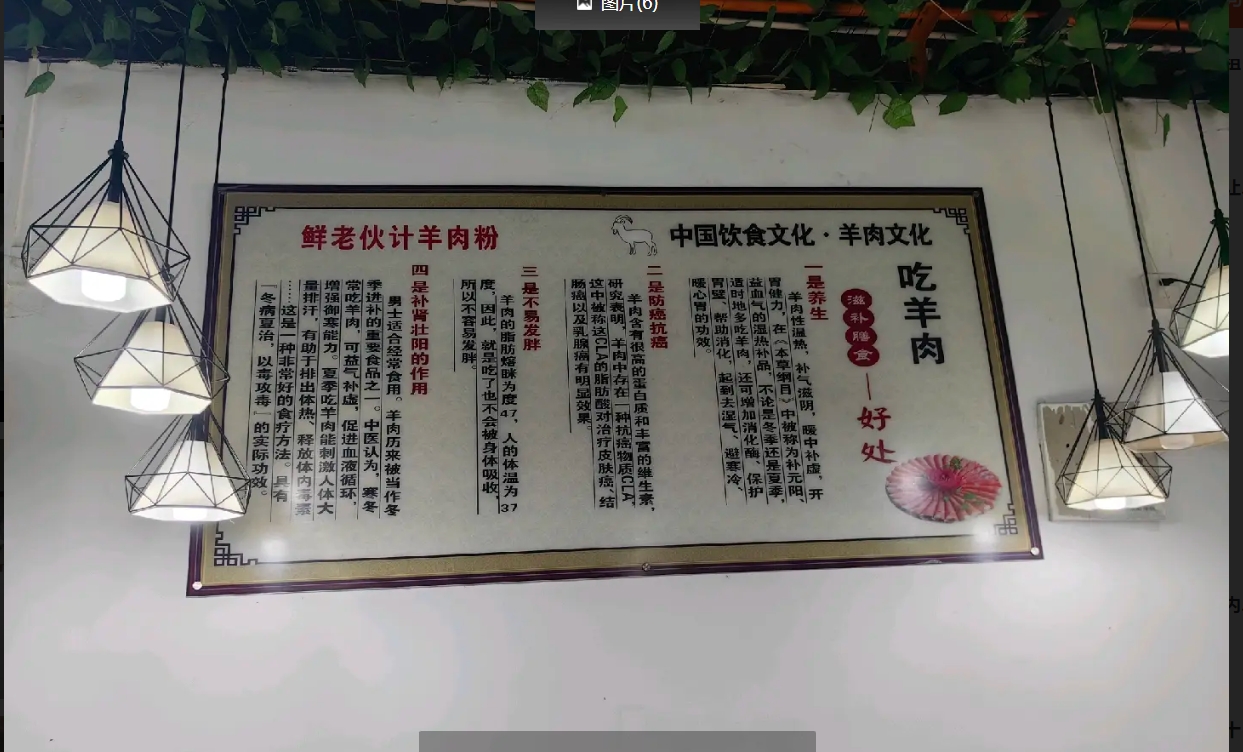 图片(6)
鲜老伙计羊肉粉
中国饮食文化·羊肉文化
吃羊肉
滋补膳食
—好处
一是养生
羊肉性温热，补气滋阴，暖中补虚，开
胃健力，在《本草纲目》中被称为补元阳、
益血气的温热补品。不论是冬季还是夏季，
适时地多吃羊肉，还可增加消化酶，保护
胃壁，帮助消化，起到去湿气、避寒冷、
暖心胃的功效。
二是防癌抗癌
羊肉含有很高的蛋白质和丰富的维生素，
研究表明，羊肉中存在一种抗癌物质CLA，
这中被称这CLA的脂肪酸对治疗皮肤癌、结
肠癌以及乳腺癌有明显效果。
三是不易发胖
羊肉的脂肪熔眯为度47，人的体温为37
度，因此，就是吃了也不会被身体吸收，
所以不容易发胖。
四是补肾壮阳的作用
男士适合经常食用。羊肉历来被当作冬
季进补的重要食品之一。中医认为，寒冬
常吃羊肉，可益气补虚，促进血液循环，
增强御寒能力。夏季吃羊肉能刺激人体大
量排汗，有助于排出体热、释放体内毒素
……这是一种非常好的食疗方法。具有
“冬病夏治，以毒攻毒”的实际功效。